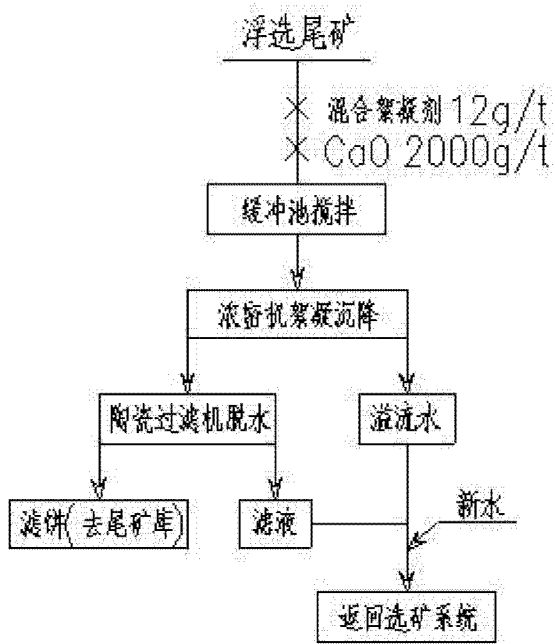 浮选尾矿
混合絮凝剂 12g/t
CaO 2000g/t
缓冲池搅拌
浓密机絮凝沉降
陶瓷过滤机脱水
溢流水
滤饼(去尾矿库)
滤液
新水
返回选矿系统